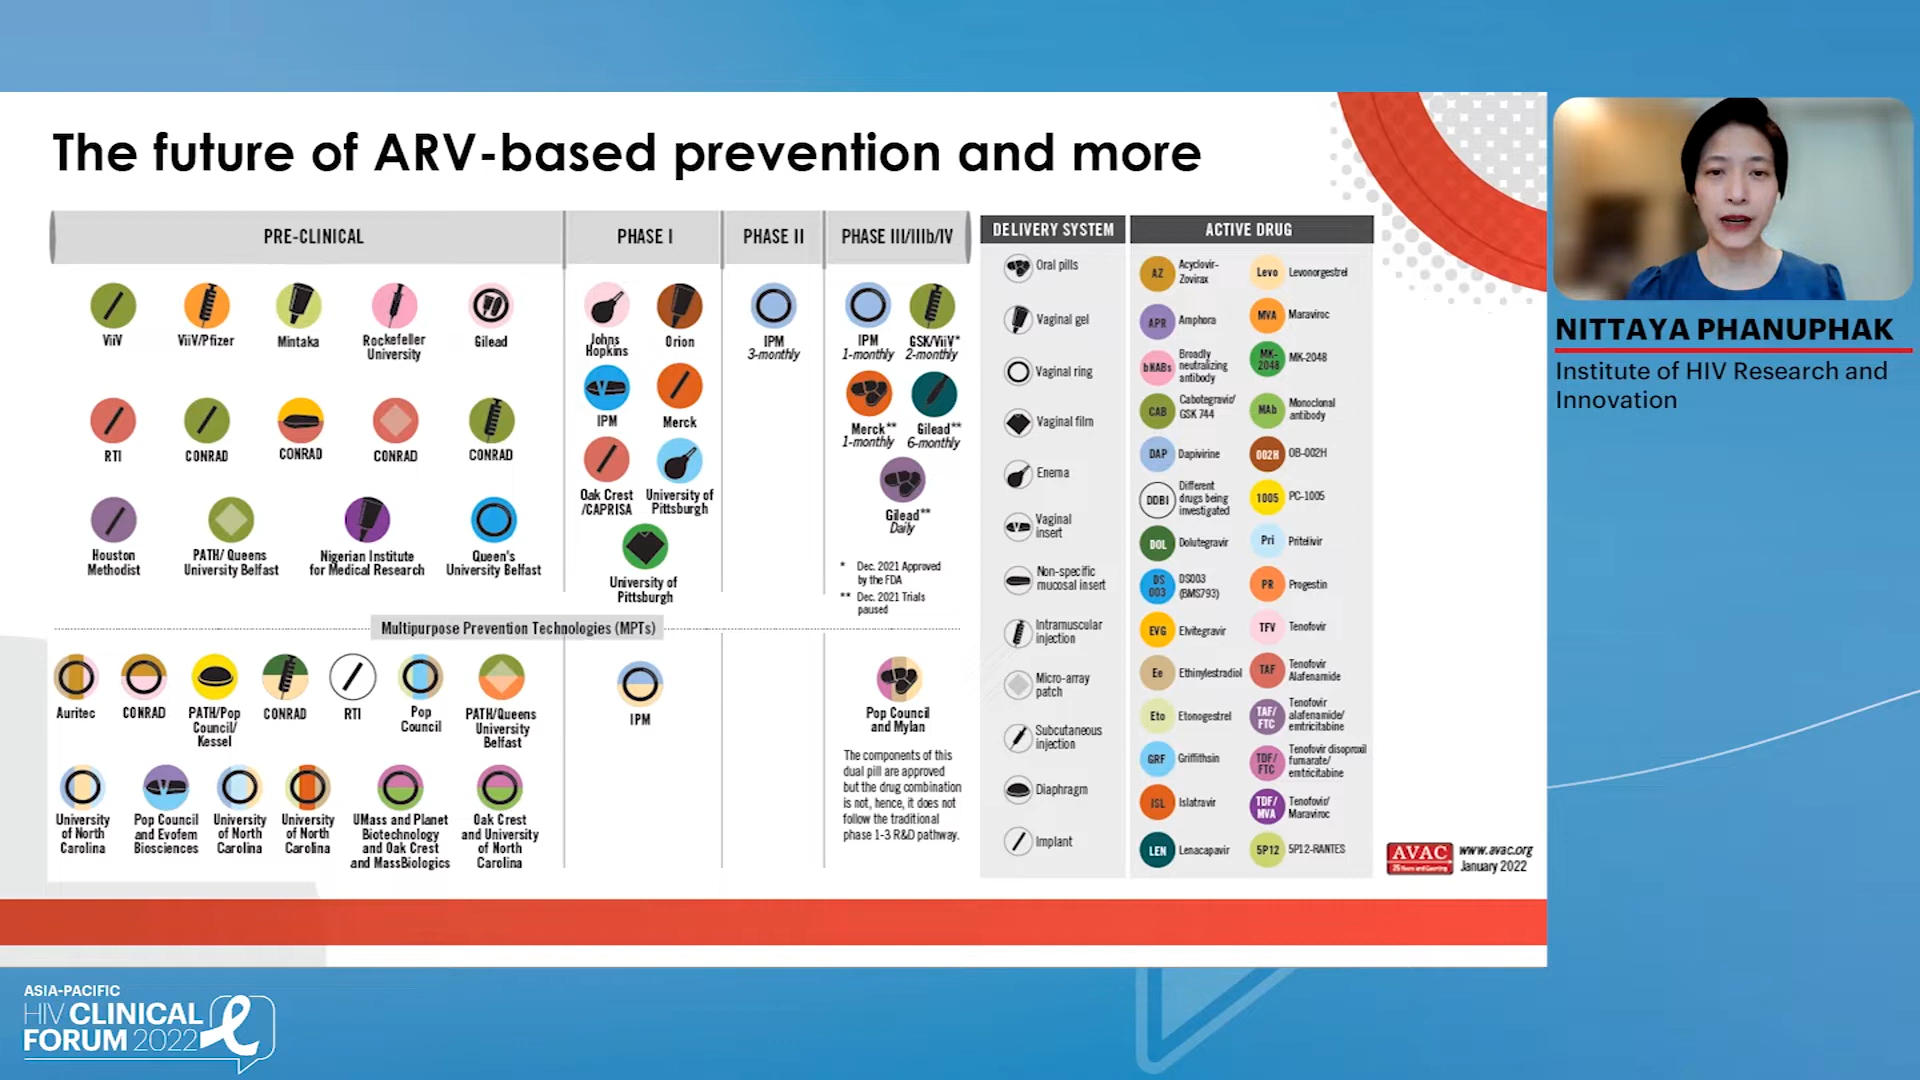 The future of ARV-based prevention and more
PRE-CLINICAL
PHASE I
PHASE II
PHASE III/IIIb/IV
ViiV
ViiV/Pfizer
Mintaka
Rockefeller
University
Gilead
RTI
CONRAD
CONRAD
CONRAD
CONRAD
Houston
Methodist
PATH/ Queens
University Belfast
Nigerian Institute
for Medical Research
Queen's
University Belfast
Johns
Hopkins
Orion
IPM
Merck
Oak Crest
/CAPRISA
University of
Pittsburgh
University of
Pittsburgh
IPM
3-monthly
IPM
1-monthly
GSK/ViiV*
2-monthly
Merck**
1-monthly
Gilead**
6-monthly
Gilead**
Daily
* Dec. 2021 Approved
by the FDA
** Dec. 2021 Trials
paused
Multipurpose Prevention Technologies (MPTs)
Auritec
CONRAD
PATH/Pop
Council/
Kessel
CONRAD
RTI
Pop
Council
PATH/Queens
University
Belfast
University
of North
Carolina
Pop Council
and Evofem
Biosciences
University
of North
Carolina
University
of North
Carolina
UMass and Planet
Biotechnology
and Oak Crest
and MassBiologics
Oak Crest
and University
of North
Carolina
IPM
Pop Council
and Mylan
The components of this
dual pill are approved
but the drug combination
is not, hence, it does not
follow the traditional
phase 1-3 R&D pathway.
DELIVERY SYSTEM
Oral pills
Vaginal gel
Vaginal ring
Vaginal film
Enema
Vaginal
insert
Non-specific
mucosal insert
Intramuscular
injection
Micro-array
patch
Subcutaneous
injection
Diaphragm
Implant
ACTIVE DRUG
AZ Acyclovir-
Zovirax
APR Amphora
bNABs Broadly
neutralizing
antibody
CAB Cabotegravir/
GSK 744
DAP Dapivirine
DDBI Different
drugs being
investigated
DOL Dolutegravir
DS
003 DS003
(BMS793)
EVG Elvitegravir
Ee Ethinylestradiol
Eto Etonogestrel
GRF Griffithsin
ISL Islatravir
LEN Lenacapavir
Levo Levonorgestrel
MVA Maraviroc
MK-
2048 MK-2048
MAb Monoclonal
antibody
002H OB-002H
1005 PC-1005
Pri Pritelivir
PR Progestin
TFV Tenofovir
TAF Tenofovir
Alafenamide
TAF/
FTC Tenofovir
alafenamide/
emtricitabine
TDF/
FTC Tenofovir disoproxil
fumarate/
emtricitabine
TDF/
MVA Tenofovir/
Maraviroc
5P12 5P12-RANTES
AVAC
25 Years and Counting
www.avac.org
January 2022
NITTAYA PHANUPHAK
Institute of HIV Research and
Innovation
ASIA-PACIFIC
HIV CLINICAL
FORUM 2022